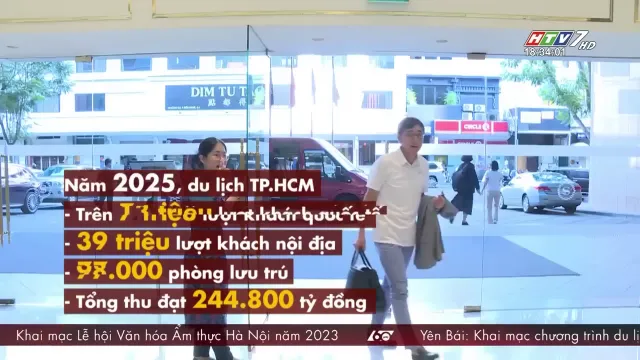 HTV7 HD
18:34:01
DIM TU TAC
CIRCLE K
Năm 2025, du lịch TP.HCM
- Trên
- 39 triệu lượt khách nội địa
.000 phòng lưu trú
- Tổng thu đạt 244.800 tỷ đồng
Khai mạc Lễ hội Văn hóa Ẩm thực Hà Nội năm 2023
Yên Bái: Khai mạc chương trình du lị